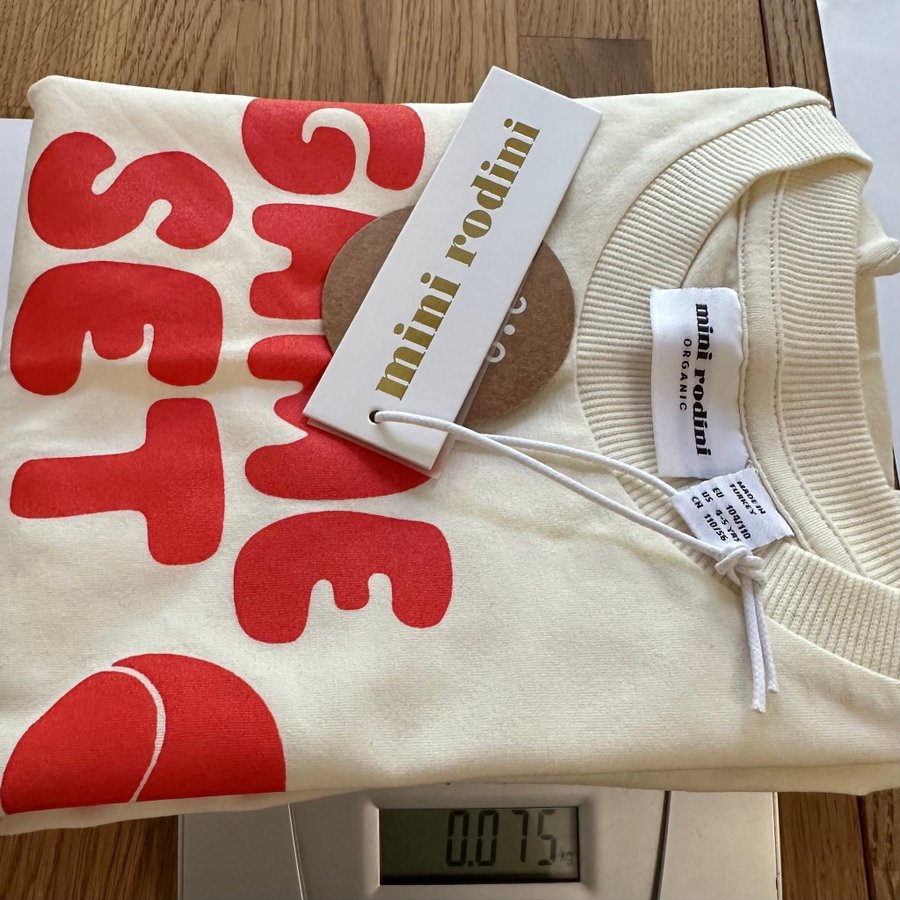 GAME
SET
mini rodini
mini rodini
ORGANIC
MADE IN
TURKEY
EU 104/110
US 4-5 YRS
CN 110/56
0.075 kg